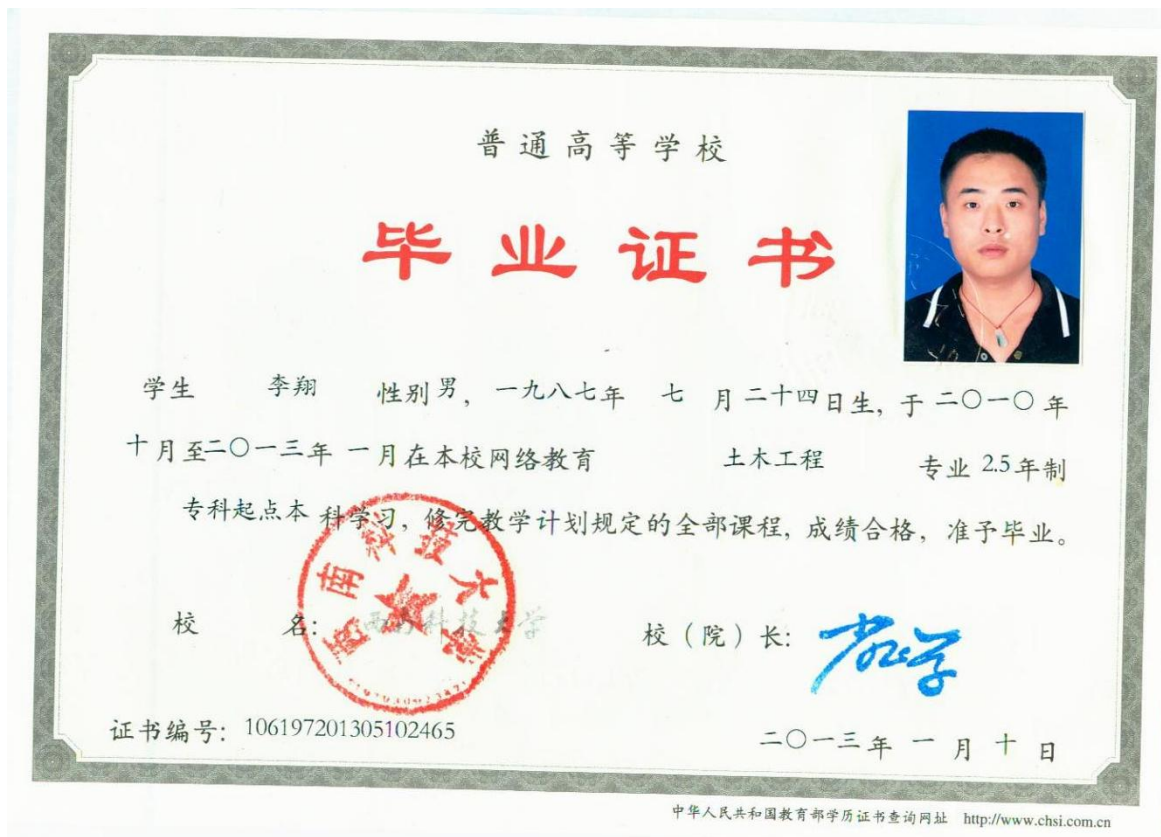 普通高等学校
毕业证书
学生 李翔 性别男，一九八七年 七 月二十四日生，于二〇一〇年
十月至二〇一三年 一月在本校网络教育 土木工程 专业 2.5年制
专科起点本科学习，修完教学计划规定的全部课程，成绩合格，准予毕业。
西南科技大学
校 名：西南科技大学 校（院）长：
证书编号：106197201305102465 二〇一三年 一 月 十 日
中华人民共和国教育部学历证书查询网址 http://www.chsi.com.cn